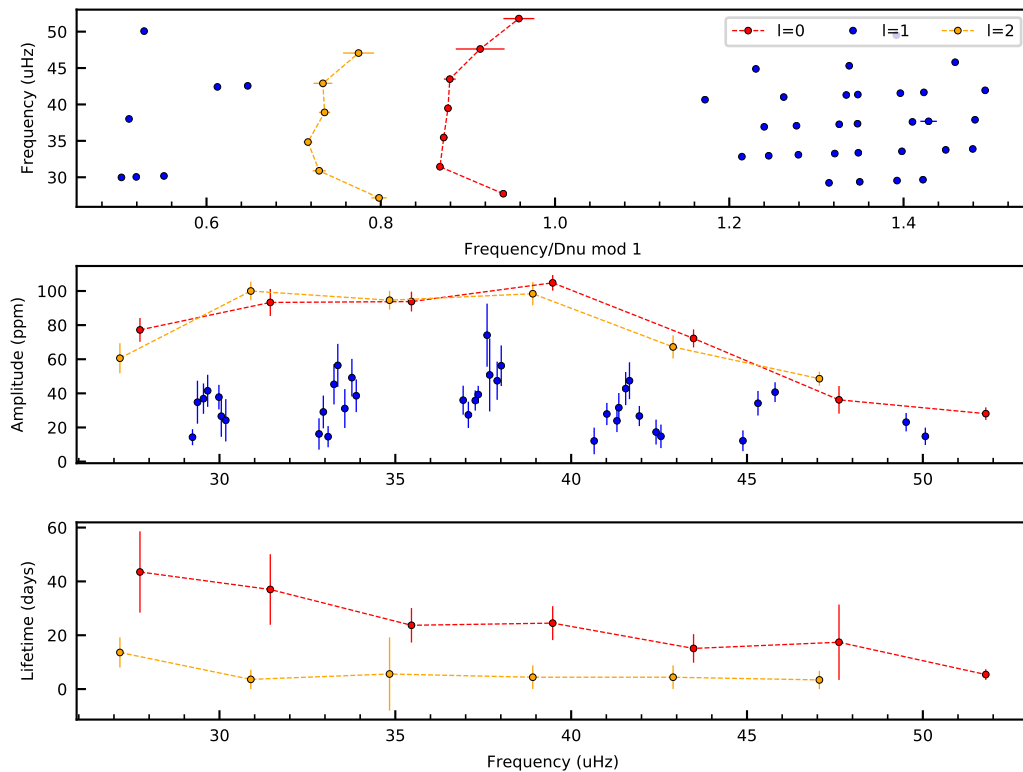 l=0 l=1 l=2
Frequency (uHz)
50
45
40
35
30
0.6 0.8 1.0 1.2 1.4
Frequency/Dnu mod 1
Amplitude (ppm)
100
80
60
40
20
0
30 35 40 45 50
Lifetime (days)
60
40
20
0
30 35 40 45 50
Frequency (uHz)